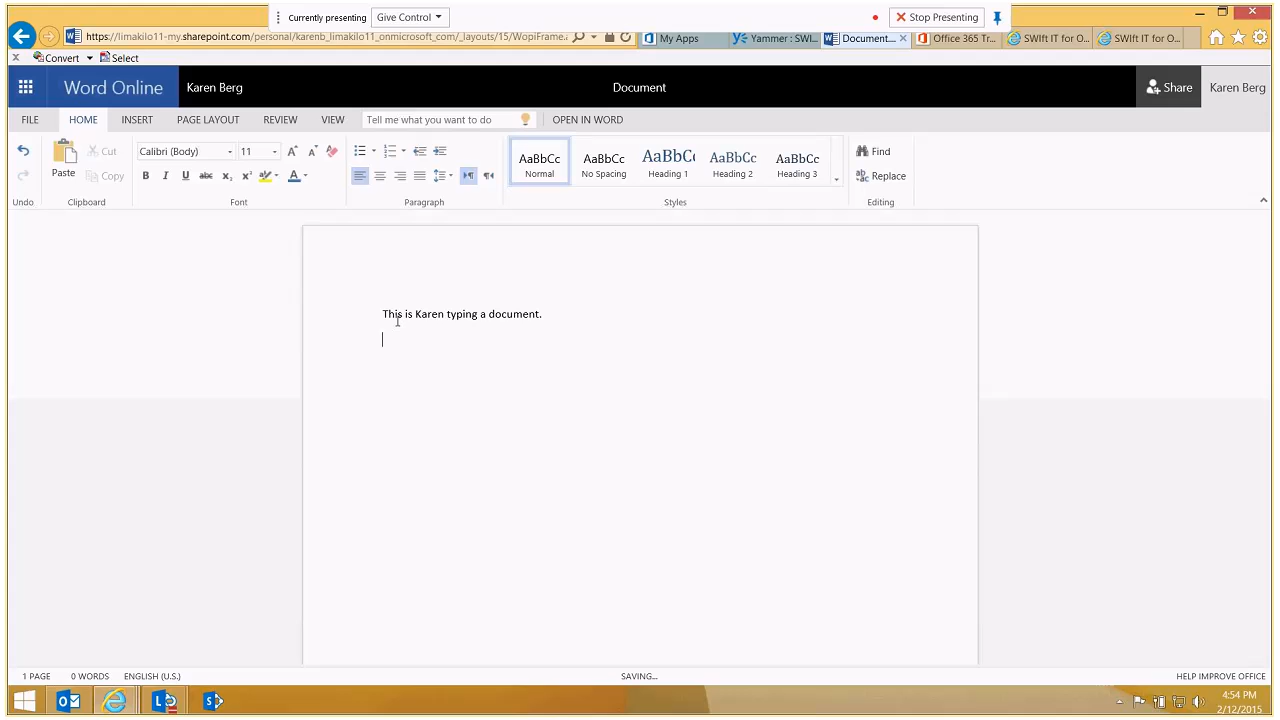 Currently presenting Give Control Stop Presenting
https://limakilo11-my.sharepoint.com/personal/karenb_limakilo11_onmicrosoft_com/_layouts/15/WopiFrame.a
My Apps Yammer : SWI... Document... Office 365 Tr... SWIft IT for O... SWIft IT for O...
x Convert Select
Word Online Karen Berg Document Share Karen Berg
FILE HOME INSERT PAGE LAYOUT REVIEW VIEW Tell me what you want to do OPEN IN WORD
Cut Calibri (Body) 11 AaBbCc AaBbCc AaBbCc AaBbCc AaBbCc Find
Paste Copy B I U abc Normal No Spacing Heading 1 Heading 2 Heading 3 Replace
Undo Clipboard Font Paragraph Styles Editing
This is Karen typing a document.
1 PAGE 0 WORDS ENGLISH (U.S.) SAVING... HELP IMPROVE OFFICE
4:54 PM
2/12/2015